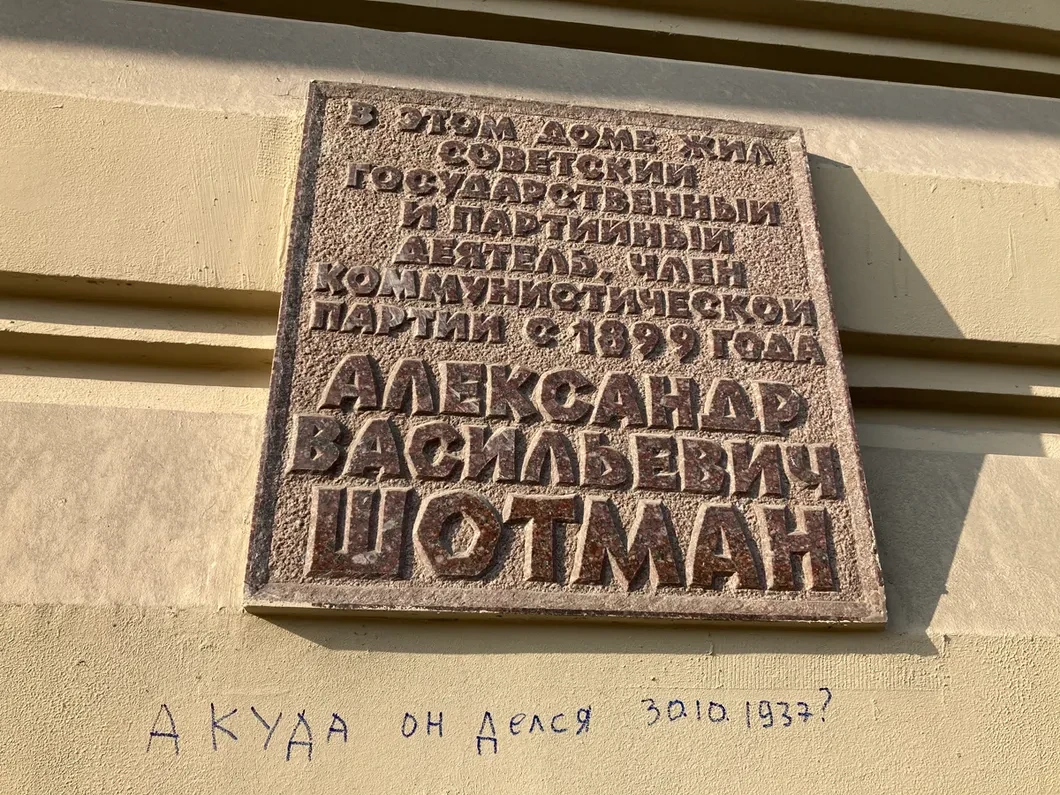 В ЭТОМ ДОМЕ ЖИЛ
СОВЕТСКИЙ
ГОСУДАРСТВЕННЫЙ
И ПАРТИЙНЫЙ
ДЕЯТЕЛЬ, ЧЛЕН
КОММУНИСТИЧЕСКОЙ
ПАРТИИ С 1899 ГОДА
АЛЕКСАНДР
ВАСИЛЬЕВИЧ
ШОТМАН
А КУДА он делся 30.10.1937?